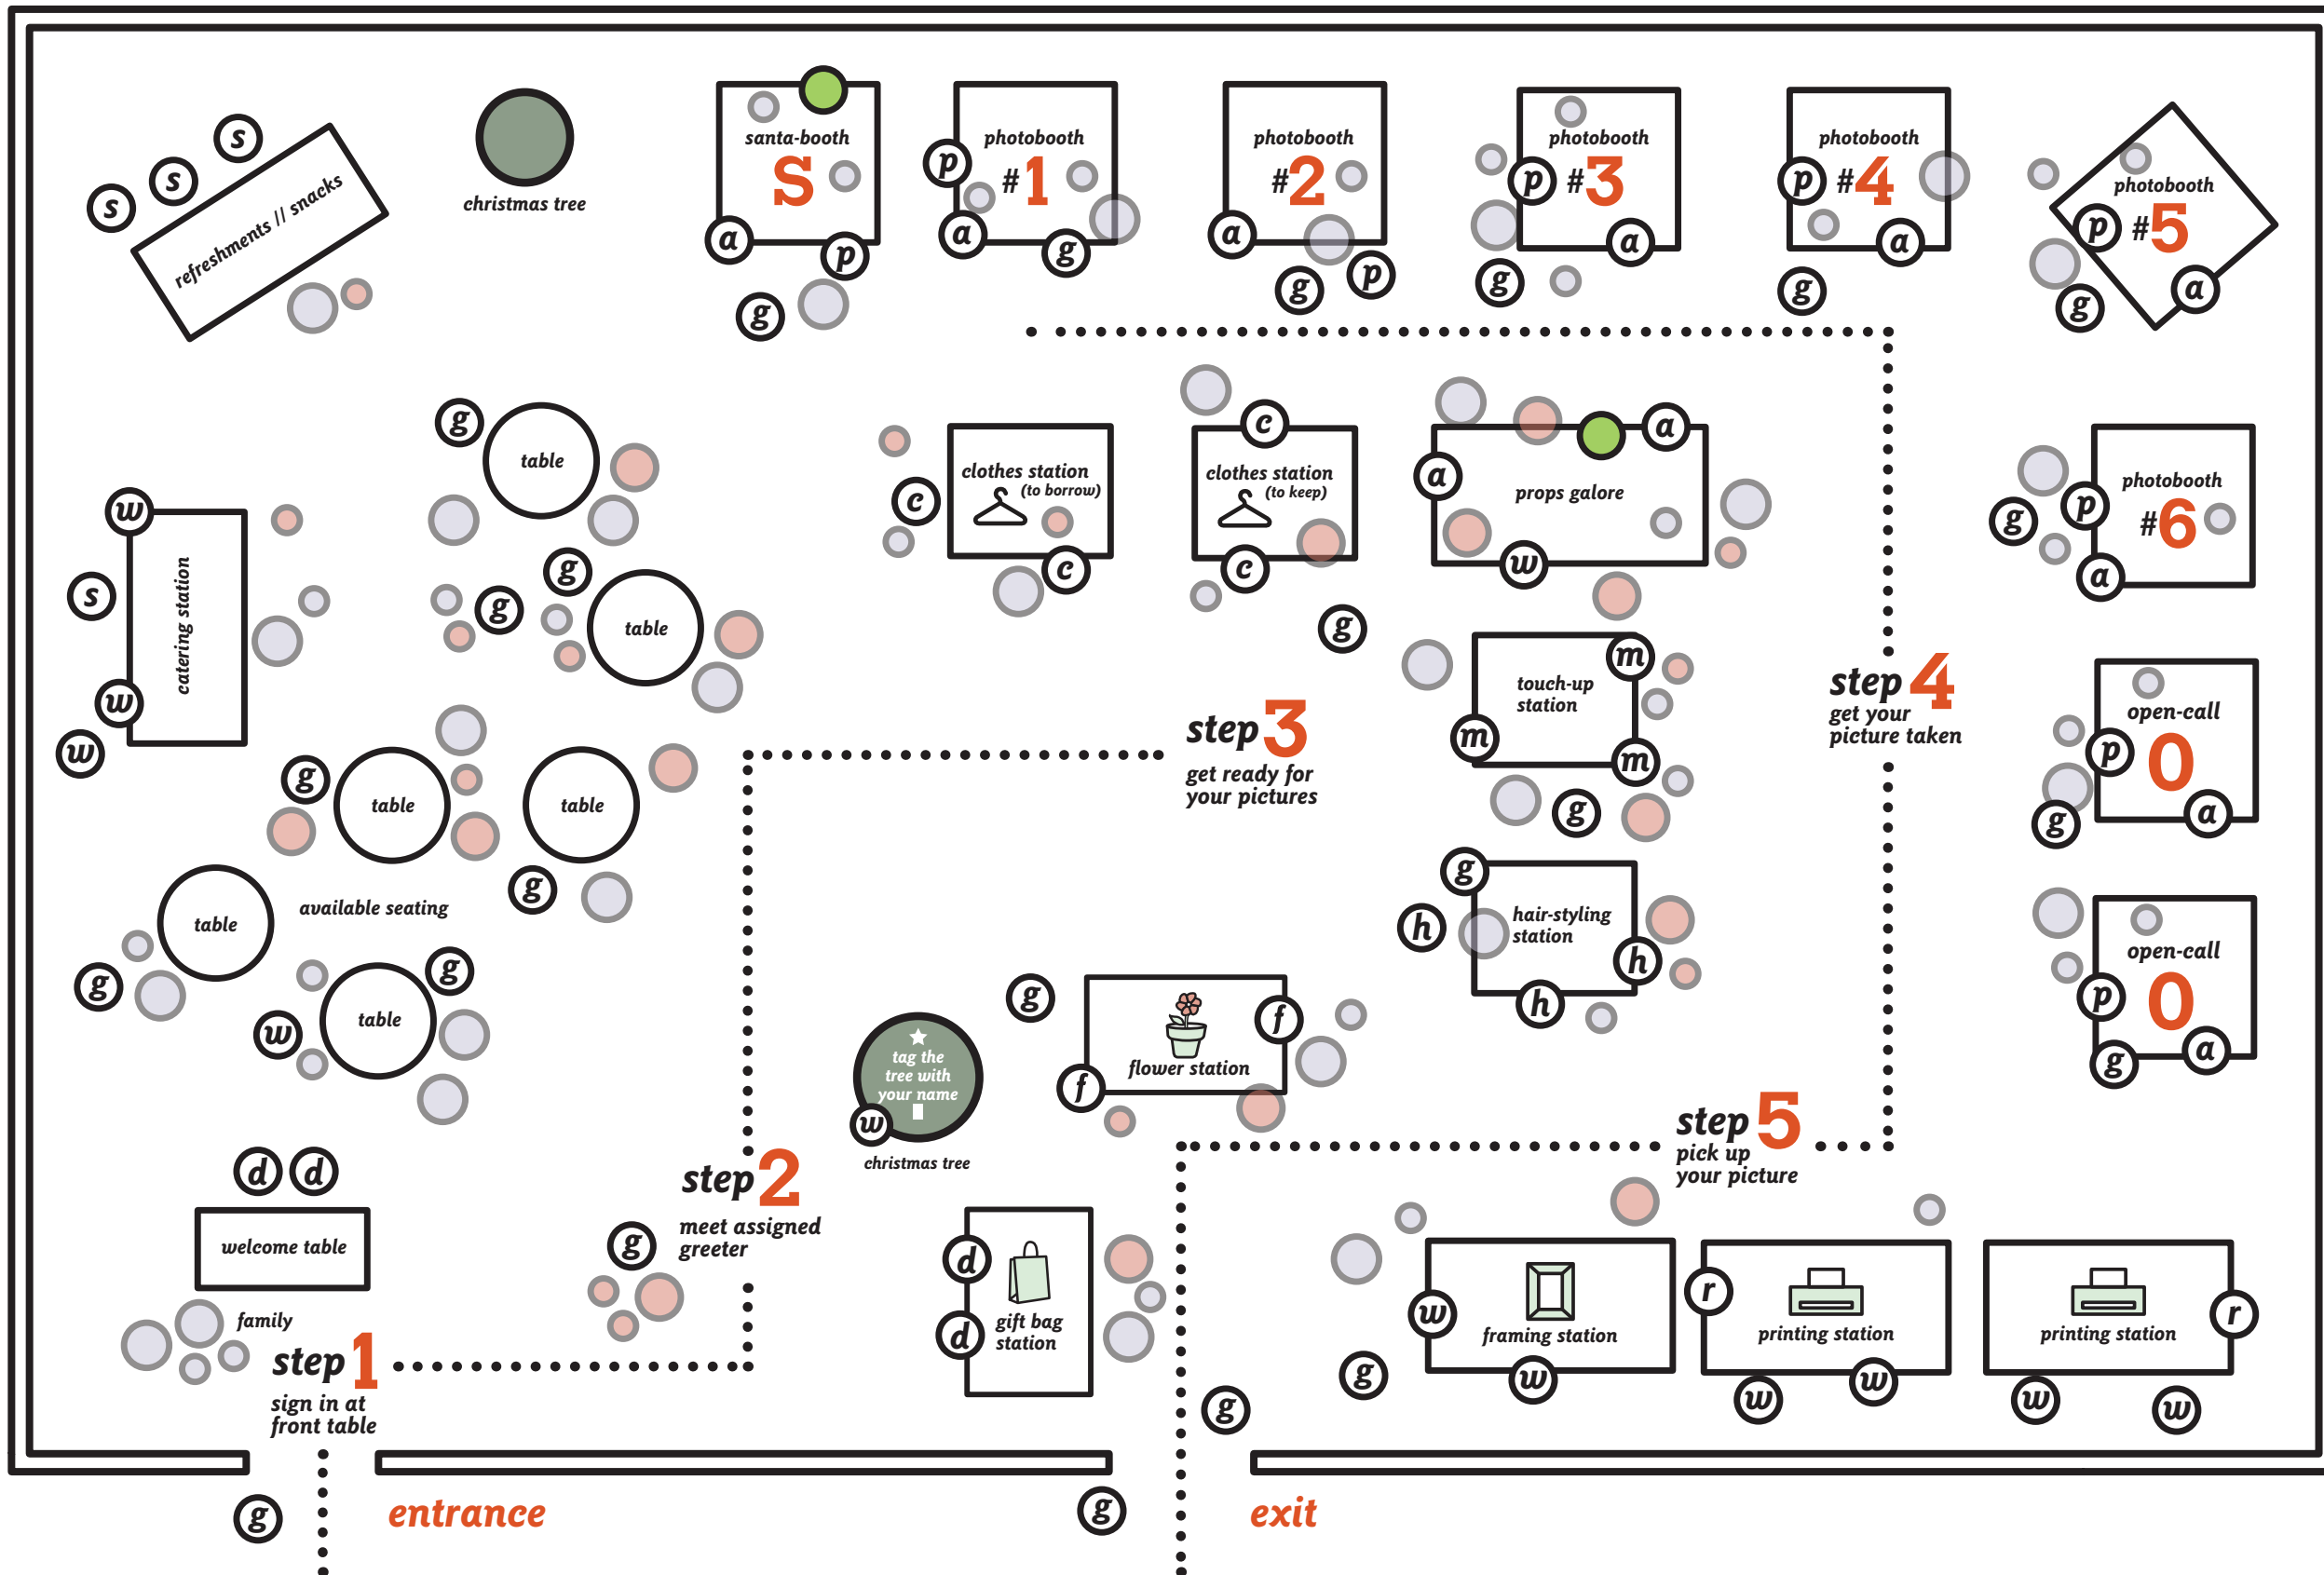 s
s
s
refreshments // snacks
christmas tree
santa-booth
S
a
p
g
photobooth
#1
p
a
g
photobooth
#2
a
g
p
photobooth
#3
p
a
g
photobooth
#4
p
a
g
photobooth
#5
p
a
g
g
table
w
s
w
w
catering station
g
g
table
c
clothes station
(to borrow)
c
c
clothes station
(to keep)
c
g
a
a
props galore
w
photobooth
#6
g
p
a
m
touch-up
station
m
m
g
step 3
get ready for
your pictures
step 4
get your
picture taken
open-call
0
p
a
g
g
table
table
g
table
available seating
g
g
w
table
g
h
hair-styling
station
h
h
open-call
0
p
a
g
g
f
flower station
f
tag the
tree with
your name
w
christmas tree
d
d
welcome table
family
step 1
sign in at
front table
step 2
meet assigned
greeter
g
d
d
gift bag
station
step 5
pick up
your picture
w
framing station
w
g
g
r
printing station
w
w
printing station
r
w
w
g
entrance
g
exit